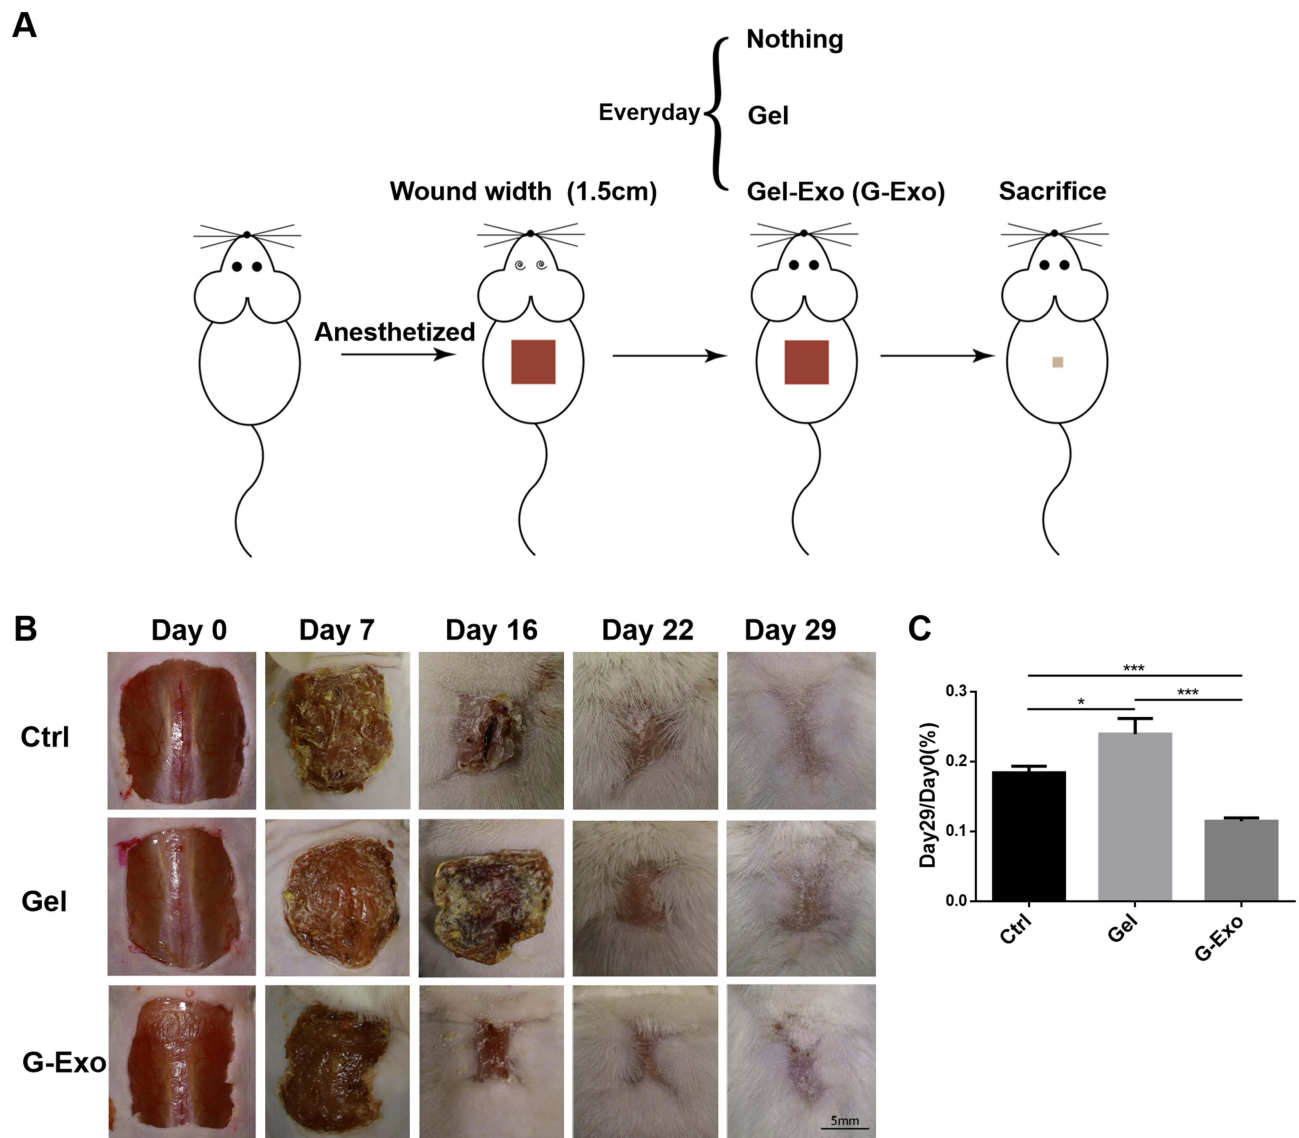 A
Nothing
Everyday
Gel
Wound width (1.5cm)
Gel-Exo (G-Exo)
Sacrifice
Anesthetized
B
Day 0
Day 7
Day 16
Day 22
Day 29
Ctrl
Gel
G-Exo
5mm
C
***
***
*
Day29/Day0(%)
0.3
0.2
0.1
0.0
Ctrl
Gel
G-Exo